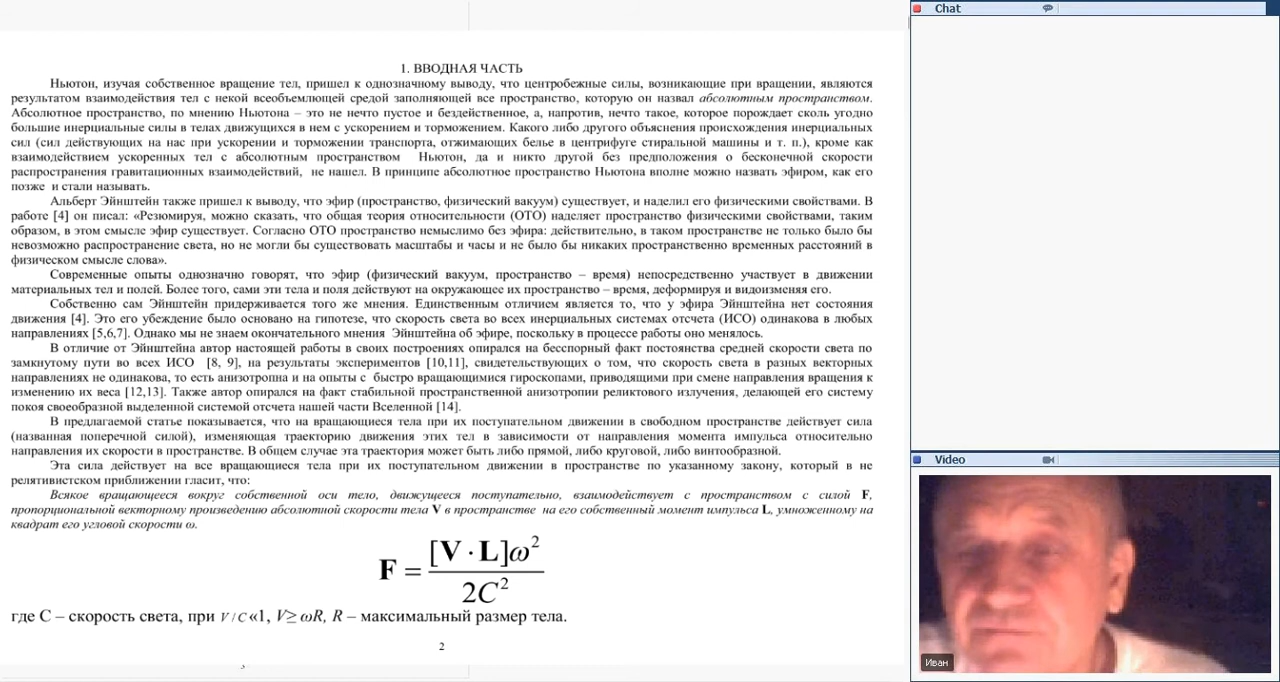 Chat
1. ВВОДНАЯ ЧАСТЬ
Ньютон, изучая собственное вращение тел, пришел к однозначному выводу, что центробежные силы, возникающие при вращении, являются
результатом взаимодействия тел с некой всеобъемлющей средой заполняющей все пространство, которую он назвал абсолютным пространством.
Абсолютное пространство, по мнению Ньютона – это не нечто пустое и бездейственное, а, напротив, нечто такое, которое порождает сколь угодно
большие инерциальные силы в телах движущихся в нем с ускорением и торможением. Какого либо другого объяснения происхождения инерциальных
сил (сил действующих на нас при ускорении и торможении транспорта, отжимающих белье в центрифуге стиральной машины и т. п.), кроме как
взаимодействием ускоренных тел с абсолютным пространством Ньютон, да и никто другой без предположения о бесконечной скорости
распространения гравитационных взаимодействий, не нашел. В принципе абсолютное пространство Ньютона вполне можно назвать эфиром, как его
позже и стали называть.
Альберт Эйнштейн также пришел к выводу, что эфир (пространство, физический вакуум) существует, и наделил его физическими свойствами. В
работе [4] он писал: «Резюмируя, можно сказать, что общая теория относительности (ОТО) наделяет пространство физическими свойствами, таким
образом, в этом смысле эфир существует. Согласно ОТО пространство немыслимо без эфира: действительно, в таком пространстве не только было бы
невозможно распространение света, но не могли бы существовать масштабы и часы и не было бы никаких пространственно временных расстояний в
физическом смысле слова».
Современные опыты однозначно говорят, что эфир (физический вакуум, пространство – время) непосредственно участвует в движении
материальных тел и полей. Более того, сами эти тела и поля действуют на окружающее их пространство – время, деформируя и видоизменяя его.
Собственно сам Эйнштейн придерживается того же мнения. Единственным отличием является то, что у эфира Эйнштейна нет состояния
движения [4]. Это его убеждение было основано на гипотезе, что скорость света во всех инерциальных системах отсчета (ИСО) одинакова в любых
направлениях [5,6,7]. Однако мы не знаем окончательного мнения Эйнштейна об эфире, поскольку в процессе работы оно менялось.
В отличие от Эйнштейна автор настоящей работы в своих построениях опирался на бесспорный факт постоянства средней скорости света по
замкнутому пути во всех ИСО [8, 9], на результаты экспериментов [10,11], свидетельствующих о том, что скорость света в разных векторных
направлениях не одинакова, то есть анизотропна и на опыты с быстро вращающимися гироскопами, приводящими при смене направления вращения к
изменению их веса [12,13]. Также автор опирался на факт стабильной пространственной анизотропии реликтового излучения, делающей его систему
покоя своеобразной выделенной системой отсчета нашей части Вселенной [14].
В предлагаемой статье показывается, что на вращающиеся тела при их поступательном движении в свободном пространстве действует сила
(названная поперечной силой), изменяющая траекторию движения этих тел в зависимости от направления момента импульса относительно
направления их скорости в пространстве. В общем случае эта траектория может быть либо прямой, либо круговой, либо винтообразной.
Эта сила действует на все вращающиеся тела при их поступательном движении в пространстве по указанному закону, который в не
релятивистском приближении гласит, что:
Всякое вращающееся вокруг собственной оси тело, движущееся поступательно, взаимодействует с пространством с силой F,
пропорциональной векторному произведению абсолютной скорости тела V в пространстве на его собственный момент импульса L, умноженному на
квадрат его угловой скорости ω.
F = [V · L]ω² / 2C²
где С – скорость света, при V / C «1, V≥ ωR, R – максимальный размер тела.
2
Video
Иван